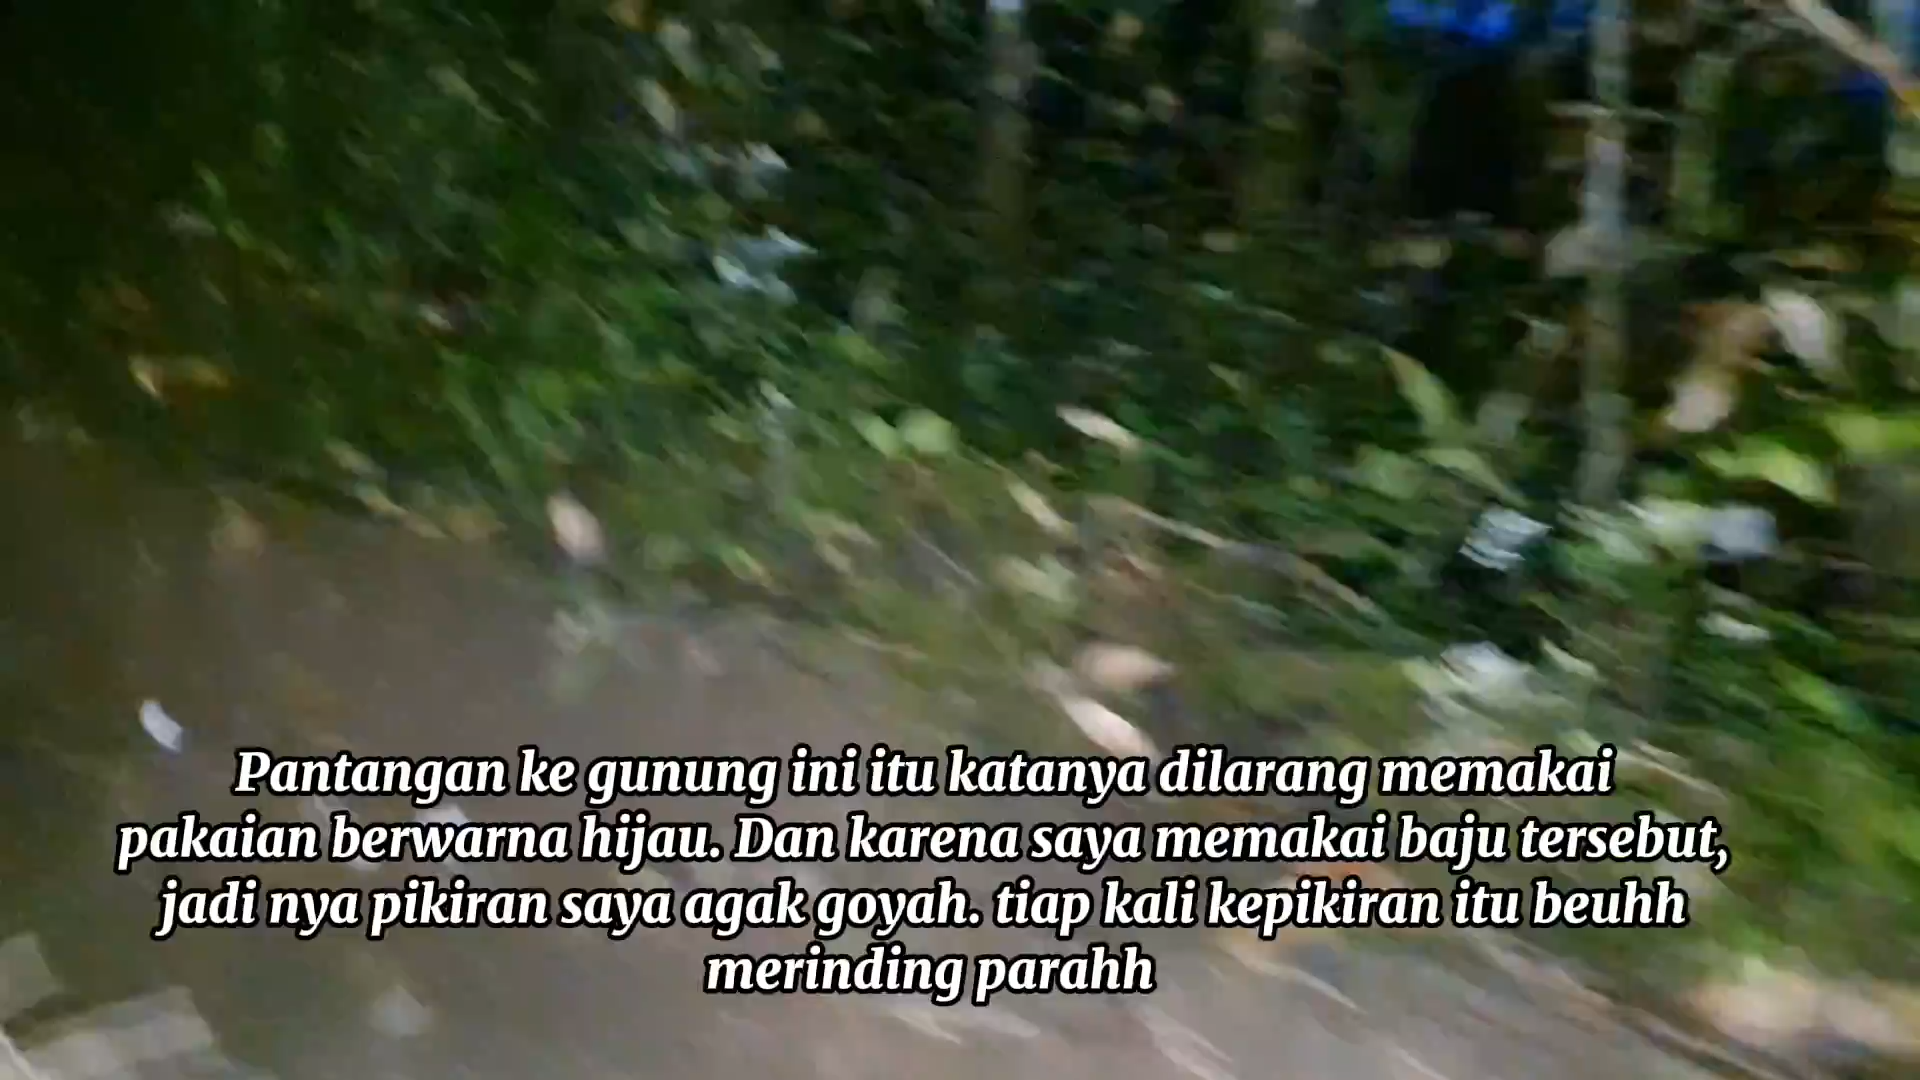 Pantangan ke gunung ini itu katanya dilarang memakai
pakaian berwarna hijau. Dan karena saya memakai baju tersebut,
jadi nya pikiran saya agak goyah. tiap kali kepikiran itu beuhh
merinding parahh